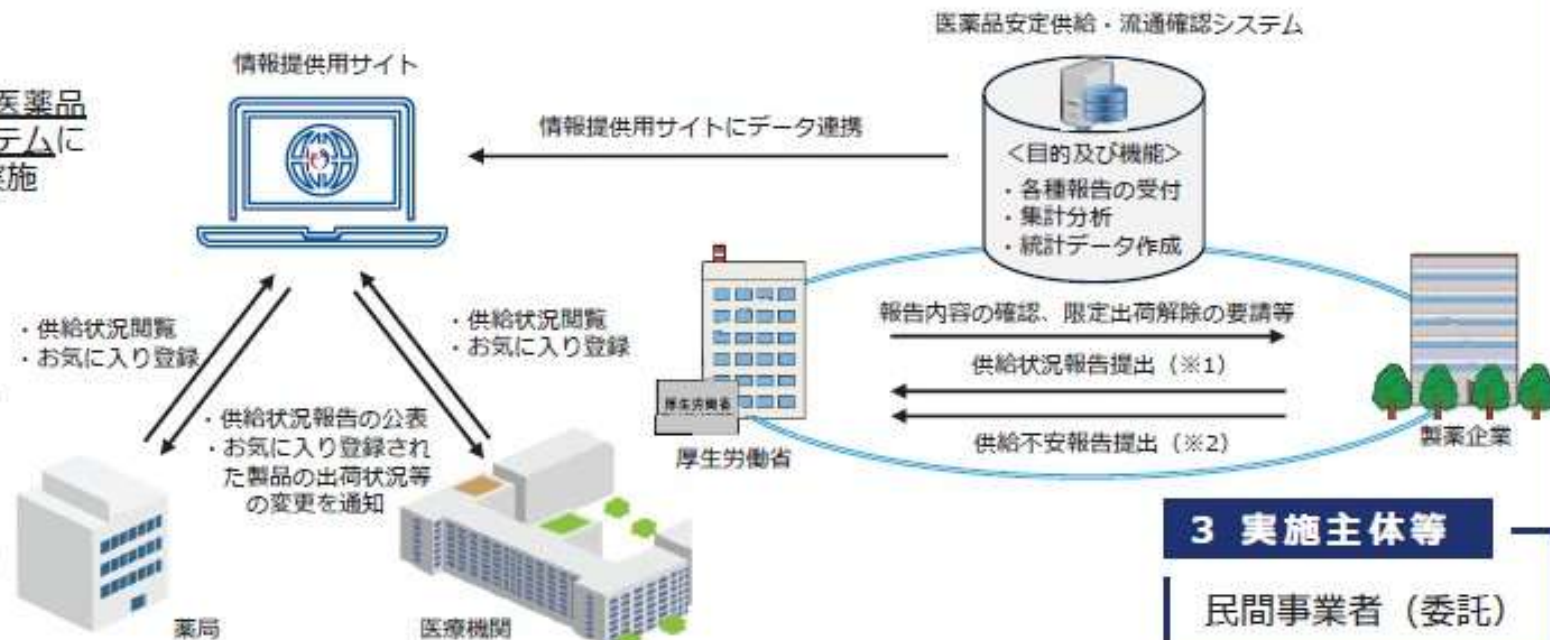 医薬品安定供給・流通確認システム
情報提供用サイト
医薬品
テムに
実施
情報提供用サイトにデータ連携
＜目的及び機能＞
・各種報告の受付
・集計分析
・統計データ作成
・供給状況閲覧
・お気に入り登録
・供給状況閲覧
・お気に入り登録
報告内容の確認、限定出荷解除の要請等
供給状況報告提出（※1）
供給不安報告提出（※2）
厚生労働省
厚生労働省
製薬企業
・供給状況報告の公表
・お気に入り登録され
た製品の出荷状況等
の変更を通知
薬局
医療機関
3 実施主体等
民間事業者（委託）